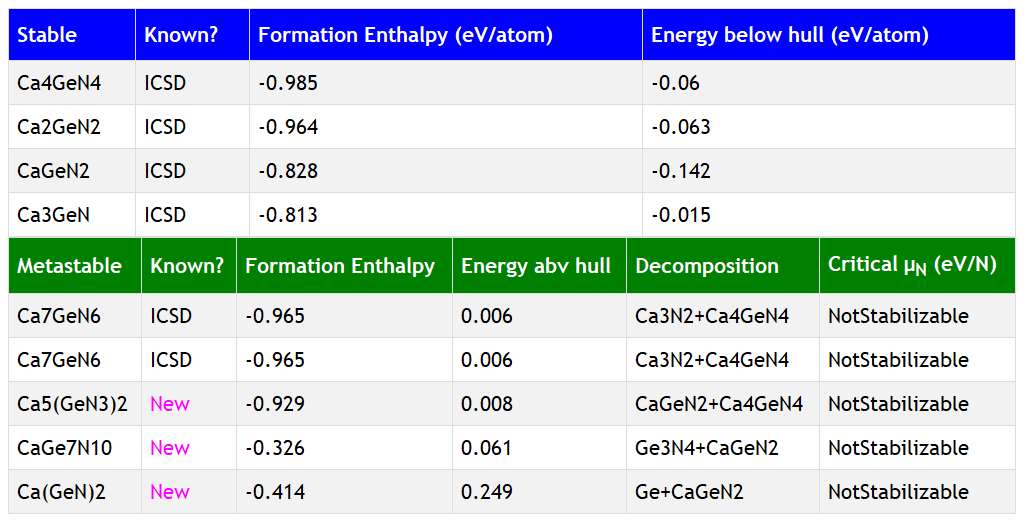 Stable Known? Formation Enthalpy (eV/atom) Energy below hull (eV/atom)
Ca4GeN4 ICSD -0.985 -0.06
Ca2GeN2 ICSD -0.964 -0.063
CaGeN2 ICSD -0.828 -0.142
Ca3GeN ICSD -0.813 -0.015
Metastable Known? Formation Enthalpy Energy abv hull Decomposition Critical μN (eV/N)
Ca7GeN6 ICSD -0.965 0.006 Ca3N2+Ca4GeN4 NotStabilizable
Ca7GeN6 ICSD -0.965 0.006 Ca3N2+Ca4GeN4 NotStabilizable
Ca5(GeN3)2 New -0.929 0.008 CaGeN2+Ca4GeN4 NotStabilizable
CaGe7N10 New -0.326 0.061 Ge3N4+CaGeN2 NotStabilizable
Ca(GeN)2 New -0.414 0.249 Ge+CaGeN2 NotStabilizable